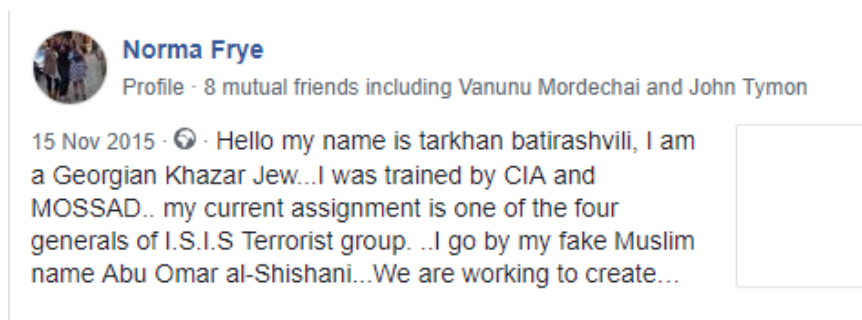 Norma Frye
Profile · 8 mutual friends including Vanunu Mordechai and John Tymon
15 Nov 2015 · Hello my name is tarkhan batirashvili, I am
a Georgian Khazar Jew...I was trained by CIA and
MOSSAD.. my current assignment is one of the four
generals of I.S.I.S Terrorist group. ..I go by my fake Muslim
name Abu Omar al-Shishani...We are working to create…